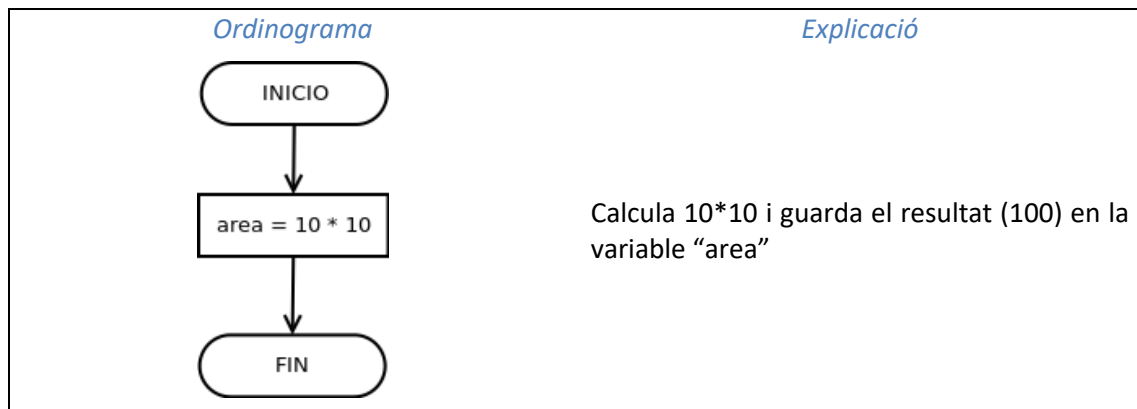 Ordinograma
Explicació
INICIO
area = 10 * 10
Calcula 10*10 i guarda el resultat (100) en la
variable “area”
FIN